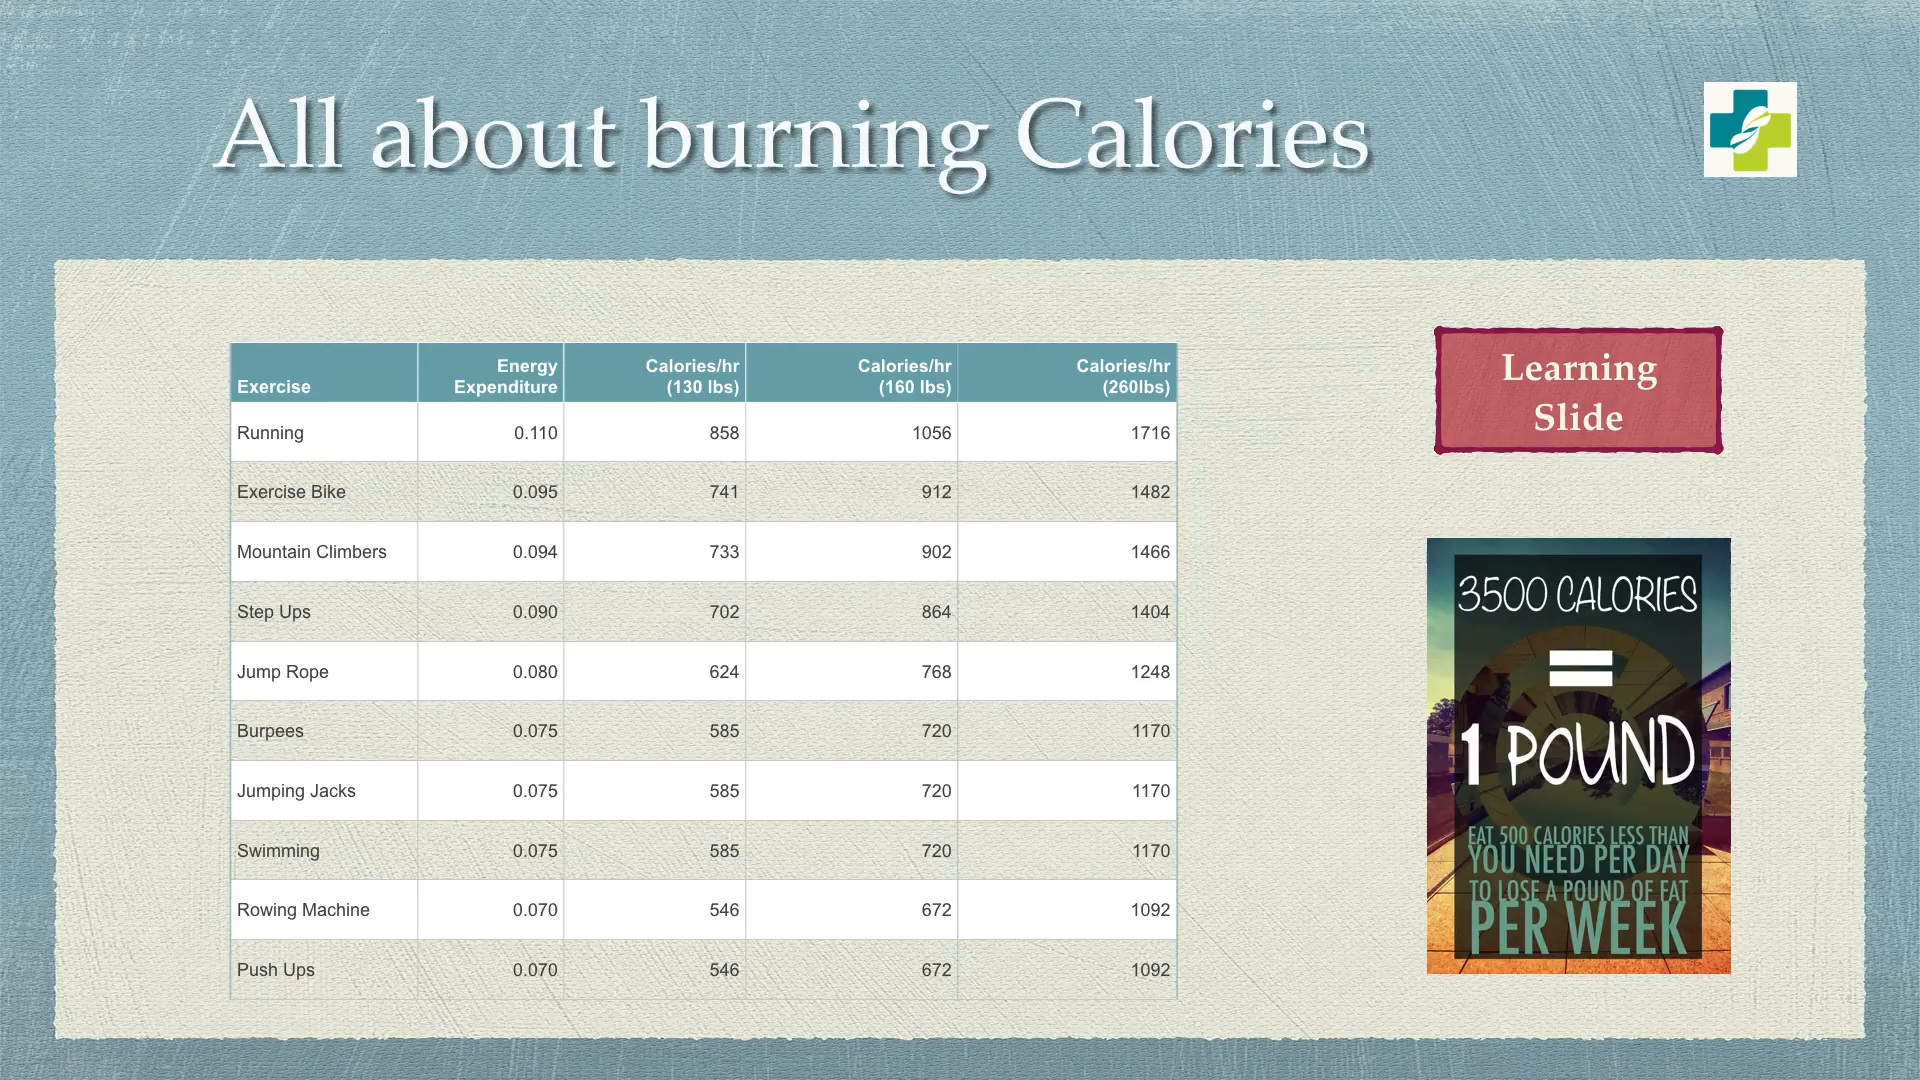 All about burning Calories
Exercise Energy Expenditure Calories/hr (130 lbs) Calories/hr (160 lbs) Calories/hr (260lbs)
Running 0.110 858 1056 1716
Exercise Bike 0.095 741 912 1482
Mountain Climbers 0.094 733 902 1466
Step Ups 0.090 702 864 1404
Jump Rope 0.080 624 768 1248
Burpees 0.075 585 720 1170
Jumping Jacks 0.075 585 720 1170
Swimming 0.075 585 720 1170
Rowing Machine 0.070 546 672 1092
Push Ups 0.070 546 672 1092
Learning
Slide
3500 CALORIES
=
1 POUND
EAT 500 CALORIES LESS THAN
YOU NEED PER DAY
TO LOSE A POUND OF FAT
PER WEEK